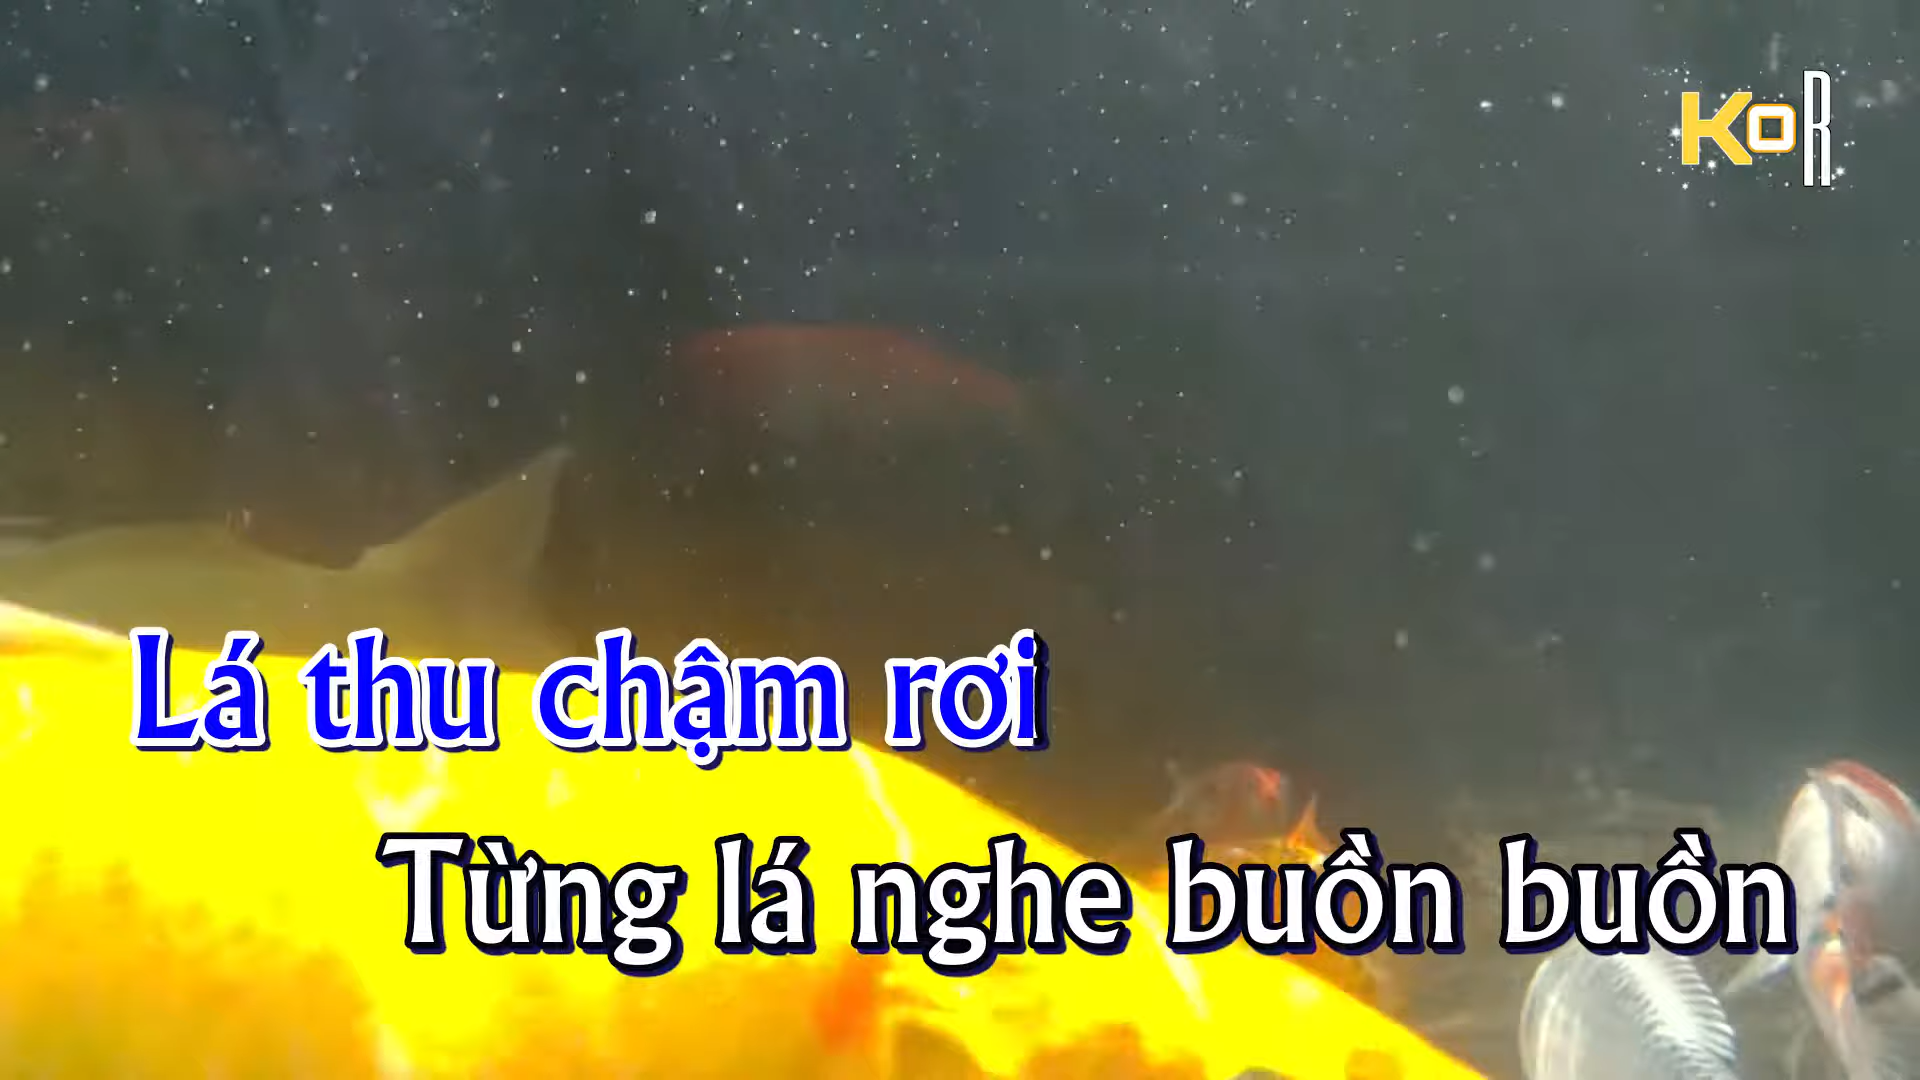 KoR
Lá thu chậm rơi
Từng lá nghe buồn buồn